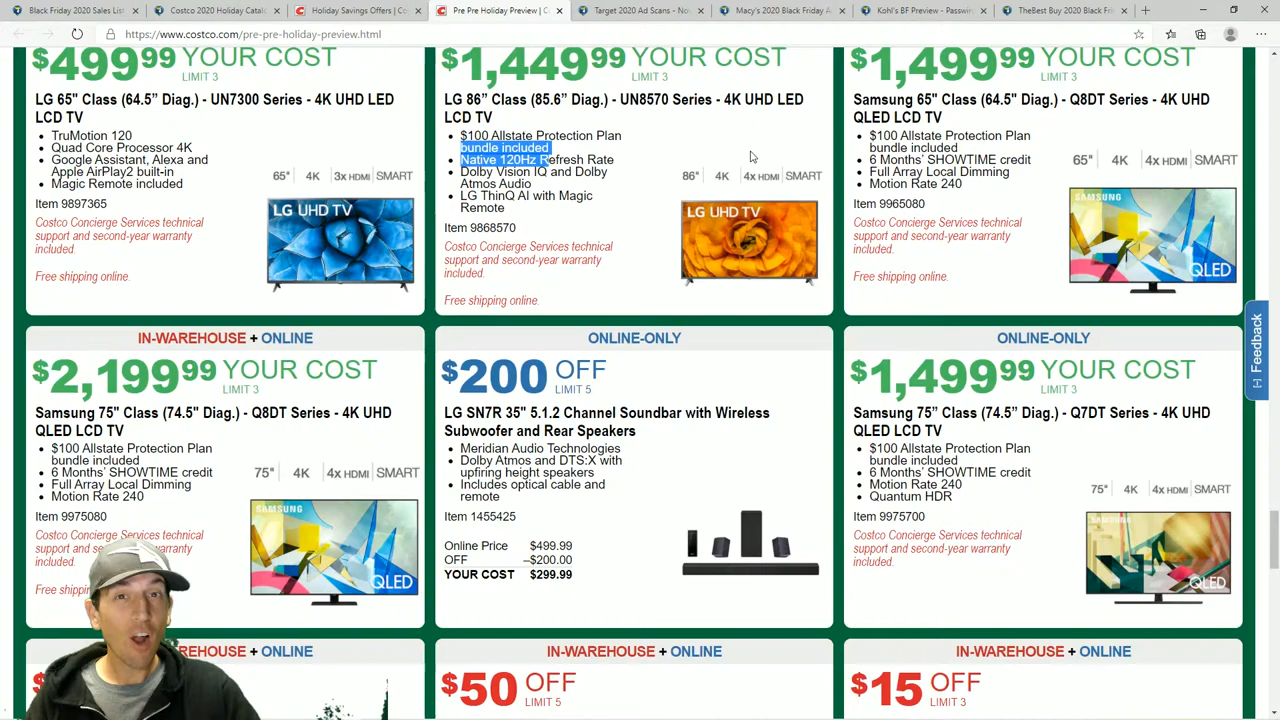 Black Friday 2020 Sales List
Costco 2020 Holiday Catal
Holiday Savings Offers | Co
Pre Pre Holiday Preview | C
Target 2020 Ad Scans - No
Macy's 2020 Black Friday A
Kohl's BF Preview - Passwi
TheBest Buy 2020 Black Fri
https://www.costco.com/pre-pre-holiday-preview.html
$499.99 YOUR COST
LIMIT 3
LG 65" Class (64.5" Diag.) - UN7300 Series - 4K UHD LED
LCD TV
• TruMotion 120
• Quad Core Processor 4K
• Google Assistant, Alexa and
Apple AirPlay2 built-in
• Magic Remote included
65" | 4K | 3x HDMI | SMART
Item 9897365
Costco Concierge Services technical
support and second-year warranty
included.
Free shipping online.
LG UHD TV
$1,449.99 YOUR COST
LIMIT 3
LG 86” Class (85.6” Diag.) - UN8570 Series - 4K UHD LED
LCD TV
• $100 Allstate Protection Plan
bundle included
• Native 120Hz Refresh Rate
• Dolby Vision IQ and Dolby
Atmos Audio
• LG ThinQ AI with Magic
Remote
86" | 4K | 4x HDMI | SMART
Item 9868570
Costco Concierge Services technical
support and second-year warranty
included.
Free shipping online.
LG UHD TV
$1,499.99 YOUR COST
LIMIT 3
Samsung 65" Class (64.5" Diag.) - Q8DT Series - 4K UHD
QLED LCD TV
• $100 Allstate Protection Plan
bundle included
• 6 Months’ SHOWTIME credit
• Full Array Local Dimming
• Motion Rate 240
65" | 4K | 4x HDMI | SMART
Item 9965080
Costco Concierge Services technical
support and second-year warranty
included.
Free shipping online.
SAMSUNG
QLED
[-] Feedback
IN-WAREHOUSE + ONLINE
$2,199.99 YOUR COST
LIMIT 3
Samsung 75" Class (74.5" Diag.) - Q8DT Series - 4K UHD
QLED LCD TV
• $100 Allstate Protection Plan
bundle included
• 6 Months’ SHOWTIME credit
• Full Array Local Dimming
• Motion Rate 240
75" | 4K | 4x HDMI | SMART
Item 9975080
Costco Concierge Services technical
support and se warranty
included.
Free shippi
SAMSUNG
QLED
ONLINE-ONLY
$200 OFF
LIMIT 5
LG SN7R 35" 5.1.2 Channel Soundbar with Wireless
Subwoofer and Rear Speakers
• Meridian Audio Technologies
• Dolby Atmos and DTS:X with
upfiring height speakers
• Includes optical cable and
remote
Item 1455425
Online Price $499.99
OFF –$200.00
YOUR COST $299.99
ONLINE-ONLY
$1,499.99 YOUR COST
LIMIT 3
Samsung 75” Class (74.5” Diag.) - Q7DT Series - 4K UHD
QLED LCD TV
• $100 Allstate Protection Plan
bundle included
• 6 Months’ SHOWTIME credit
• Motion Rate 240
• Quantum HDR
75" | 4K | 4x HDMI | SMART
Item 9975700
Costco Concierge Services technical
support and second-year warranty
included.
SAMSUNG
QLED
REHOUSE + ONLINE
$
IN-WAREHOUSE + ONLINE
$50 OFF
LIMIT 5
IN-WAREHOUSE + ONLINE
$15 OFF
LIMIT 3